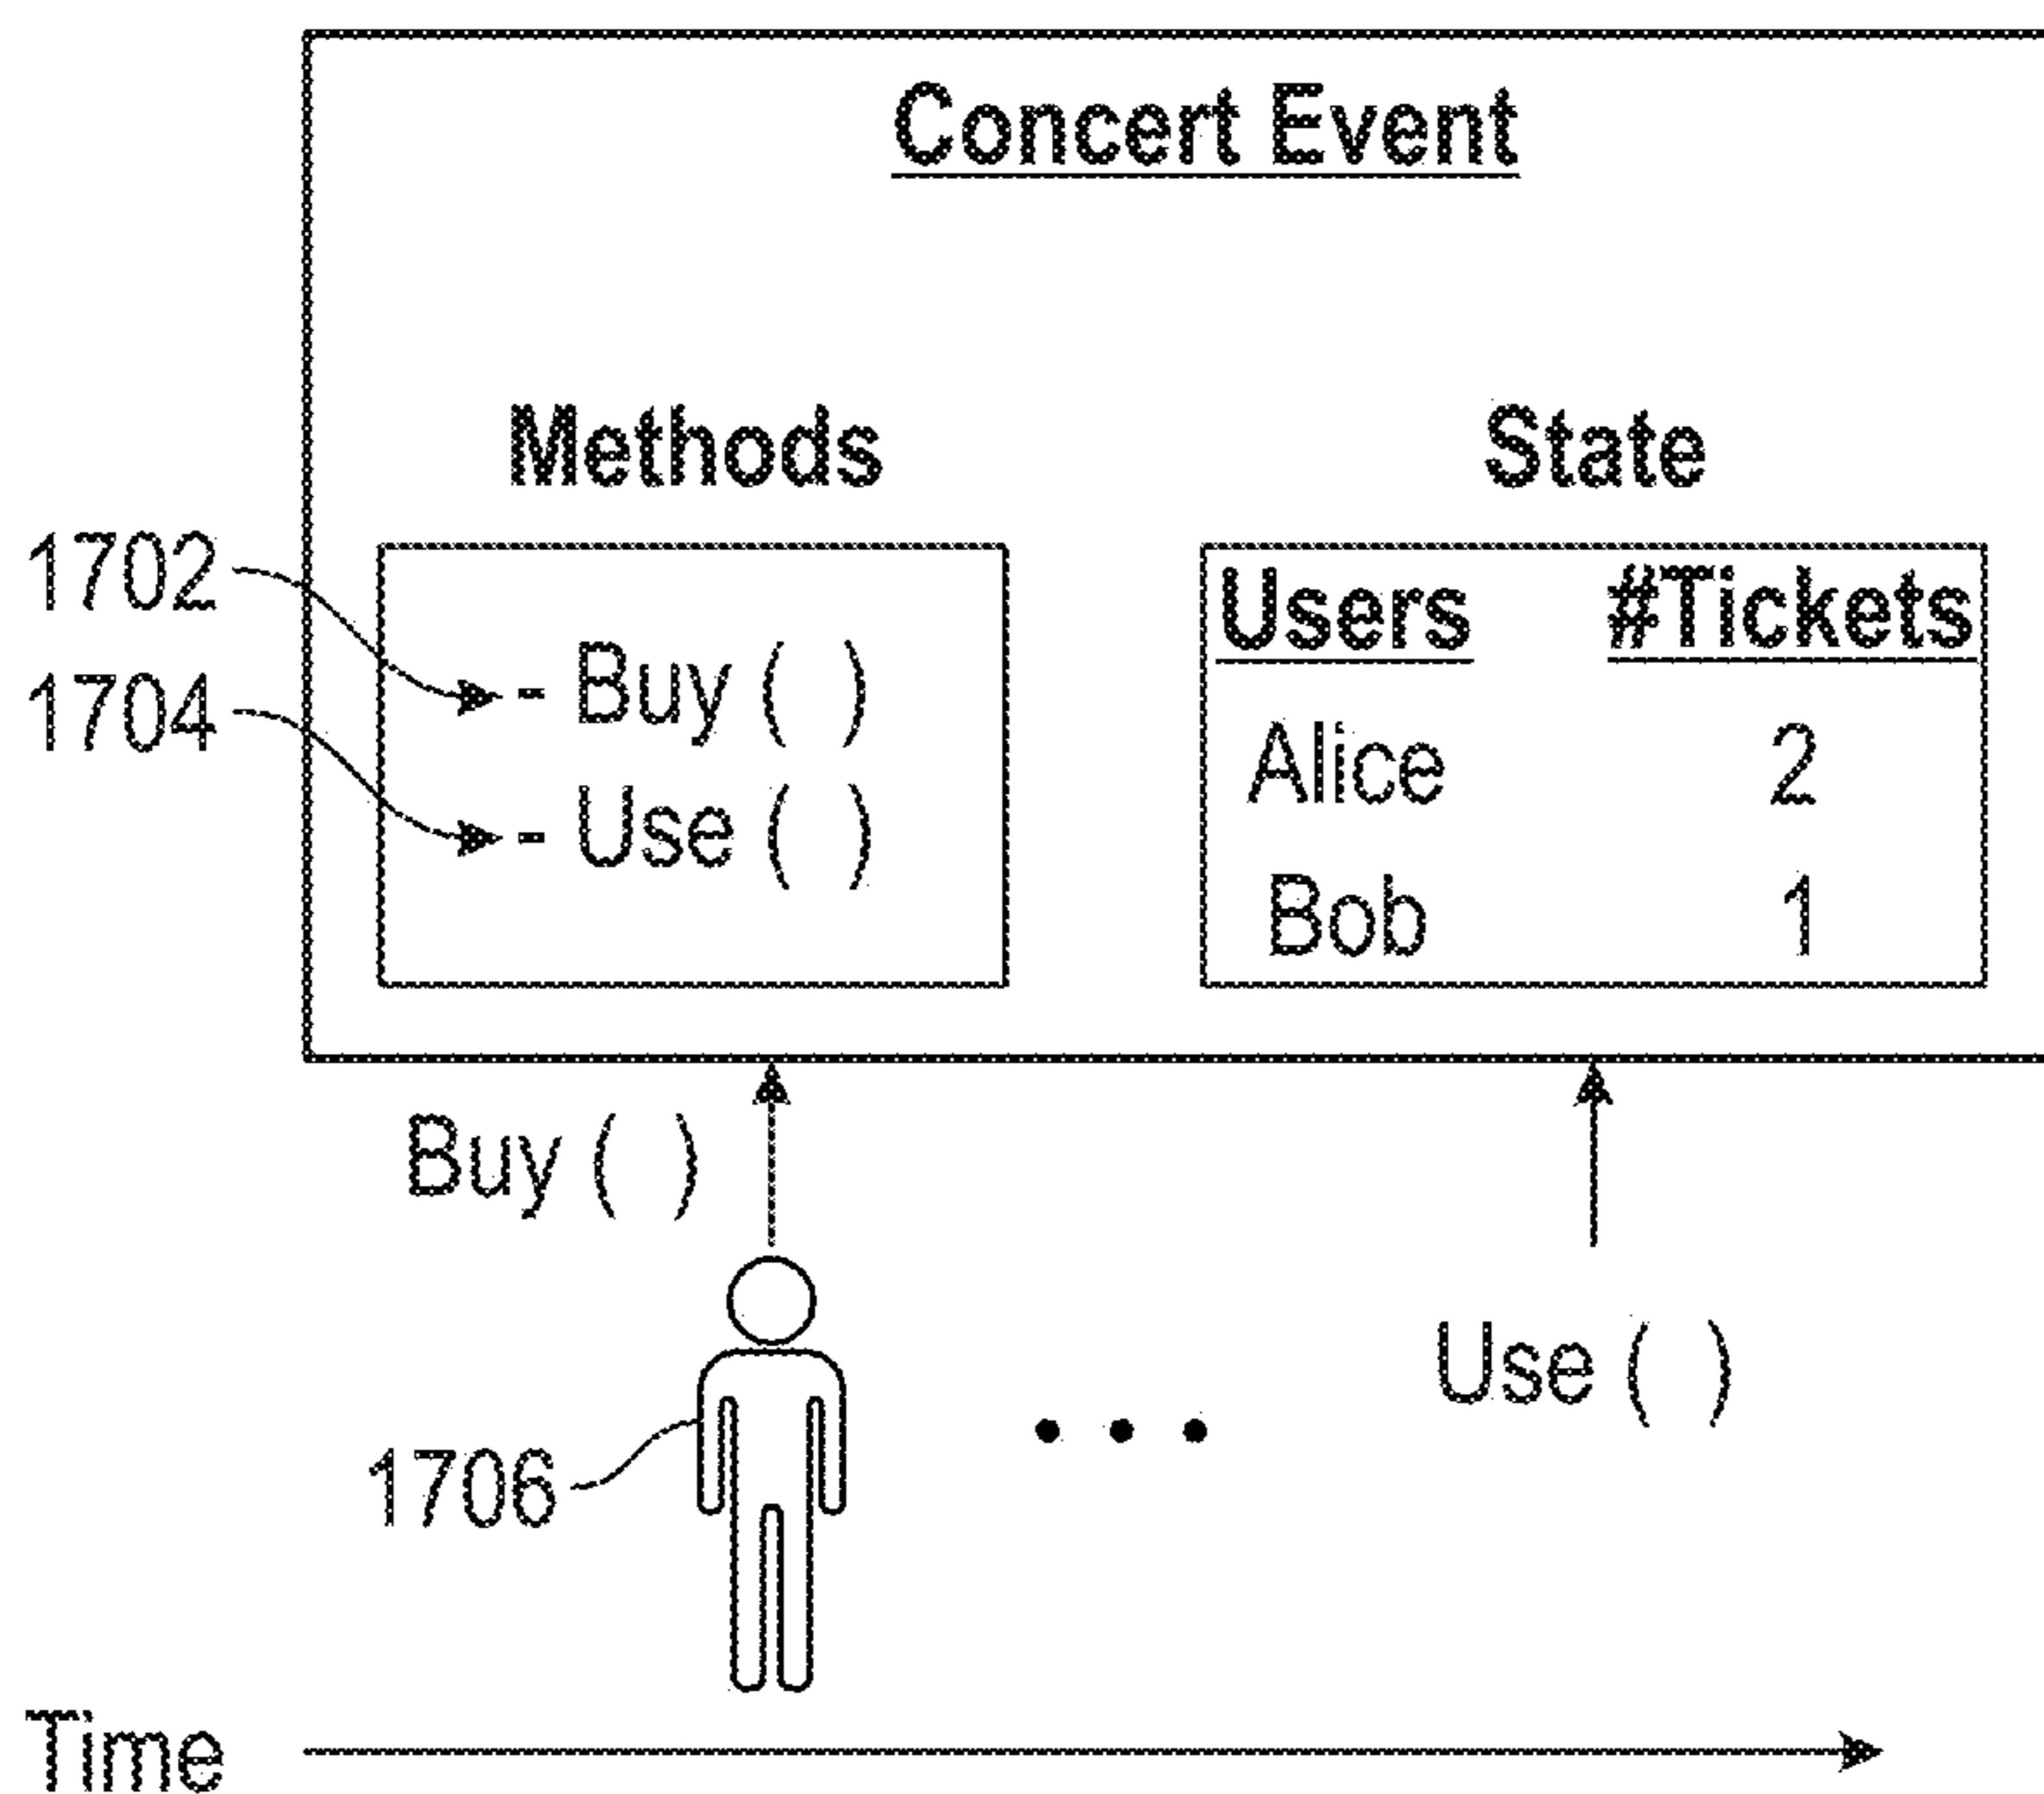 Concert Event
Methods State
1702
Users #Tickets
- Buy ( )
1704
Alice 2
- Use ( )
Bob 1
Buy ( )
Use ( )
1706
Time